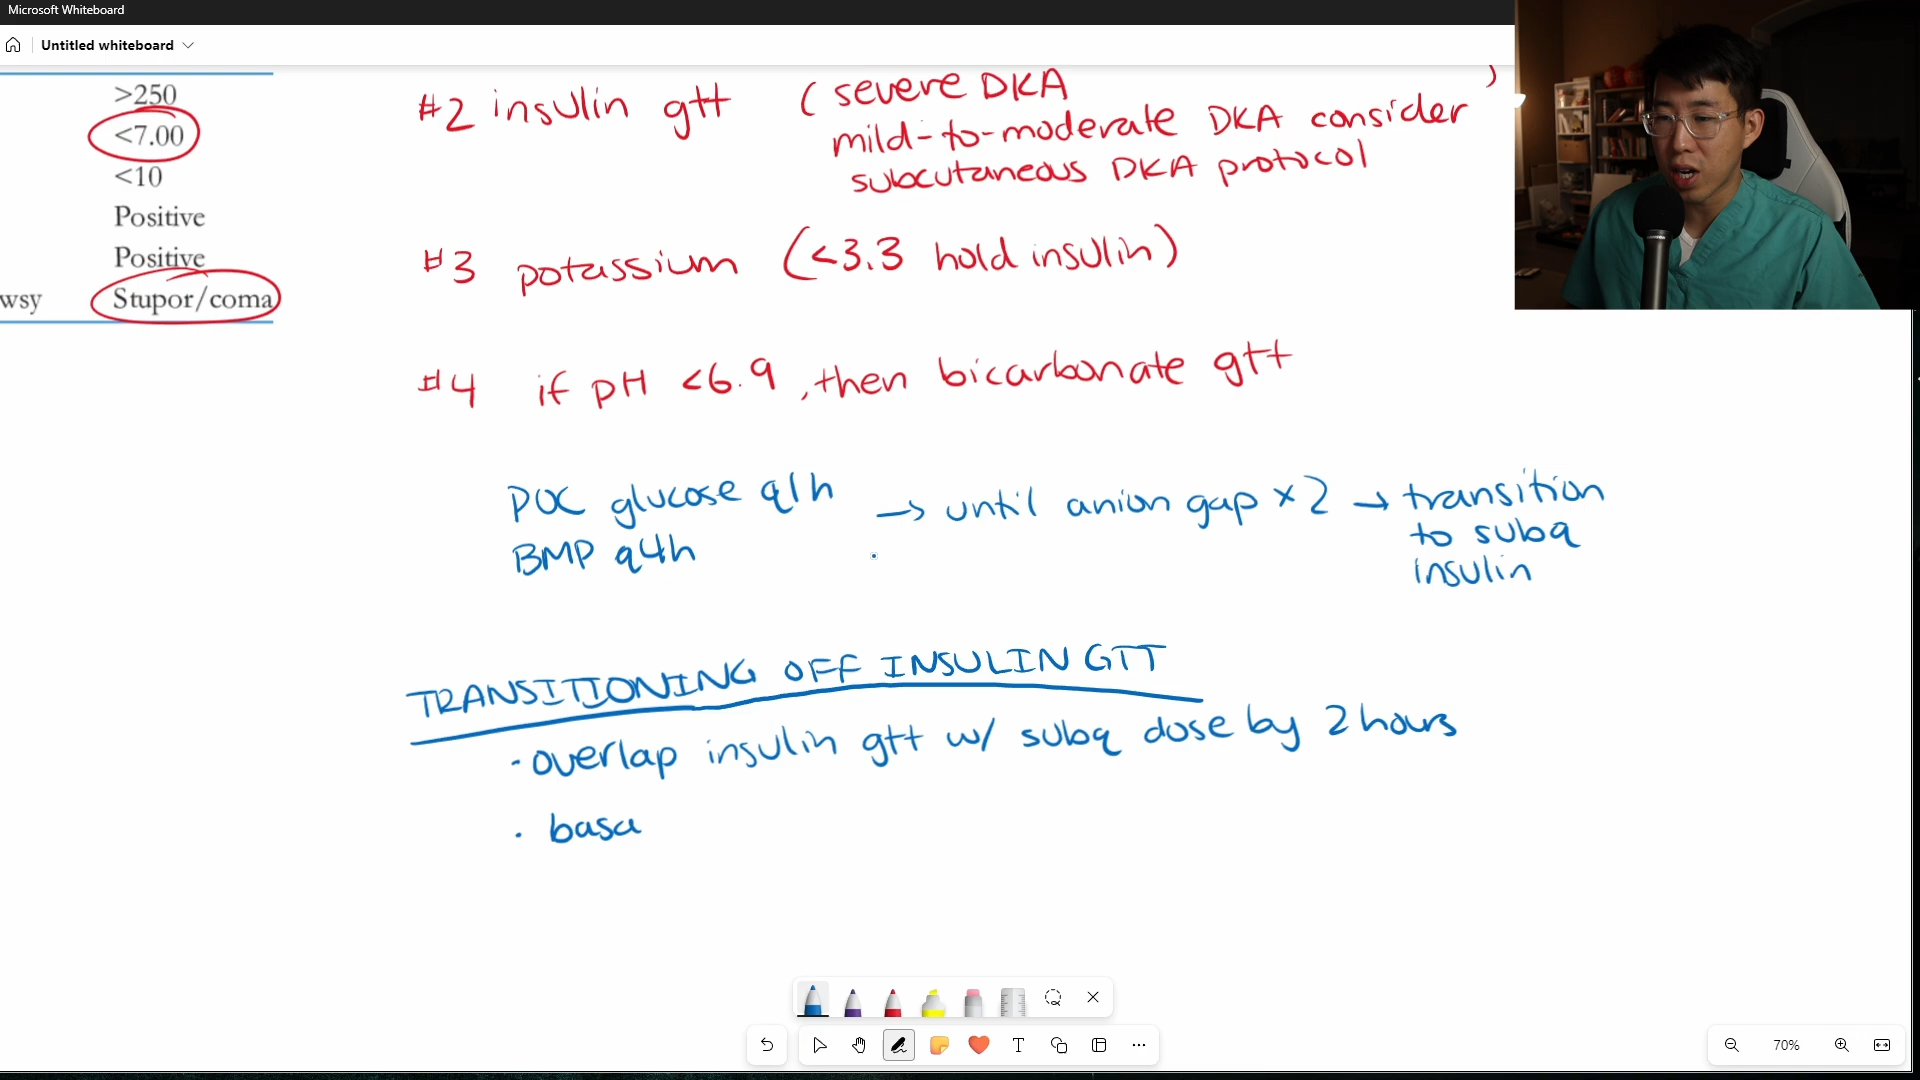 Microsoft Whiteboard
Untitled whiteboard
>250
<7.00
<10
Positive
Positive
wsy Stupor/coma
#2 insulin gtt (severe DKA
mild-to-moderate DKA consider
subcutaneous DKA protocol
)
#3 potassium (<3.3 hold insulin)
#4 if pH <6.9, then bicarbonate gtt
POC glucose q1h → until anion gap x 2 → transition
to subq
BMP q4h
insulin
TRANSITIONING OFF INSULIN GTT
• overlap insulin gtt w/ subq dose by 2 hours
• basa
70%